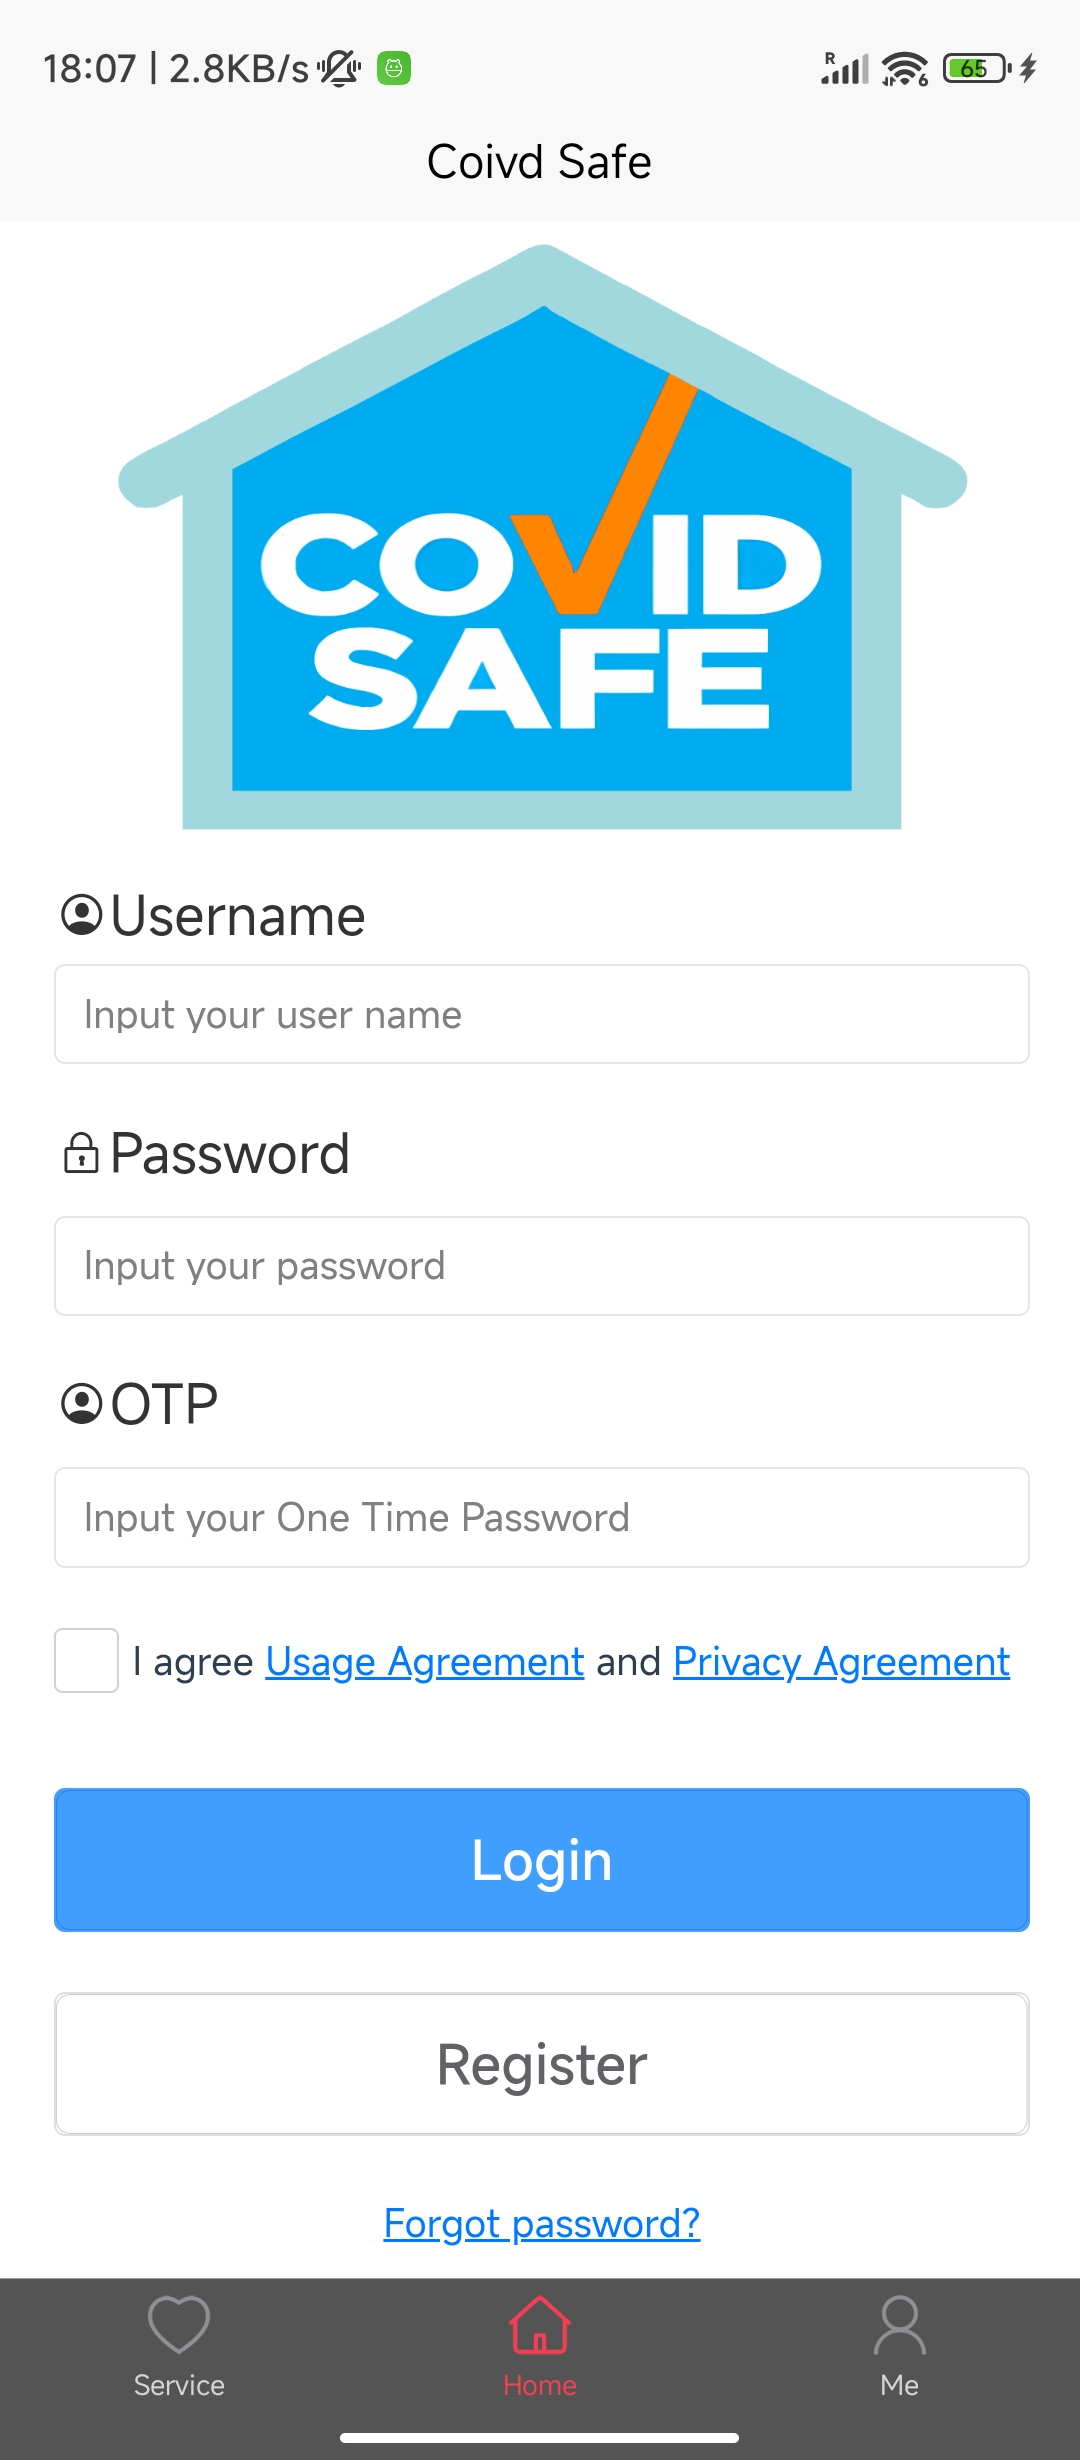 18:07 | 2.8KB/s
R
6
65
Coivd Safe
COVID
SAFE
Username
Input your user name
Password
Input your password
OTP
Input your One Time Password
I agree Usage Agreement and Privacy Agreement
Login
Register
Forgot password?
Service
Home
Me